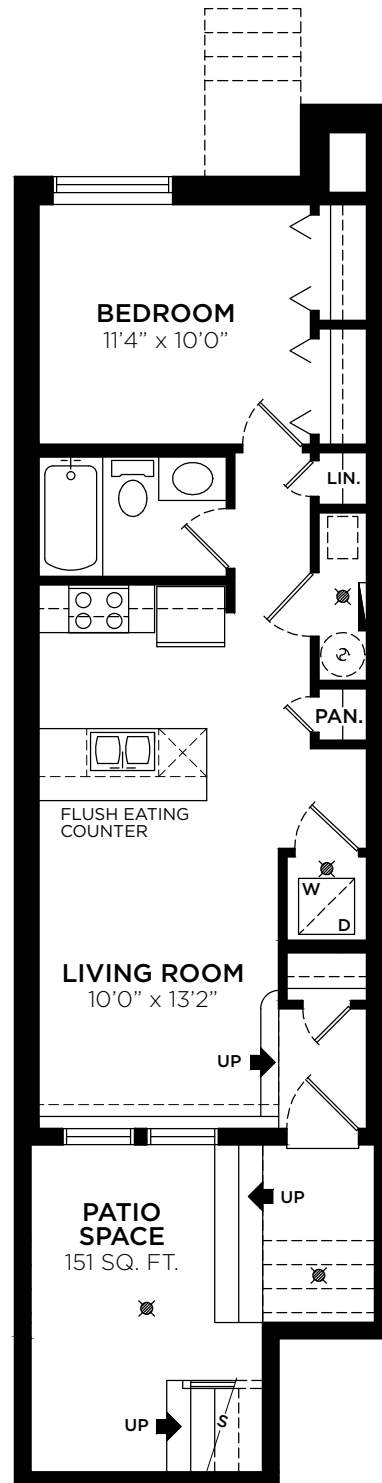 BEDROOM
11'4" x 10'0"
LIN.
PAN.
FLUSH EATING
COUNTER
W
D
LIVING ROOM
10'0" x 13'2"
UP
PATIO
SPACE
151 SQ. FT.
UP
UP
S